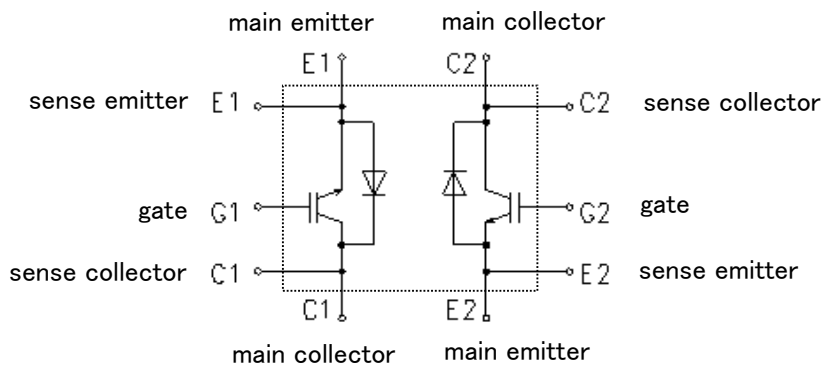 main emitter main collector
E1 C2
sense emitter E1 C2 sense collector
gate G1 G2 gate
sense collector C1 E2 sense emitter
C1 E2
main collector main emitter